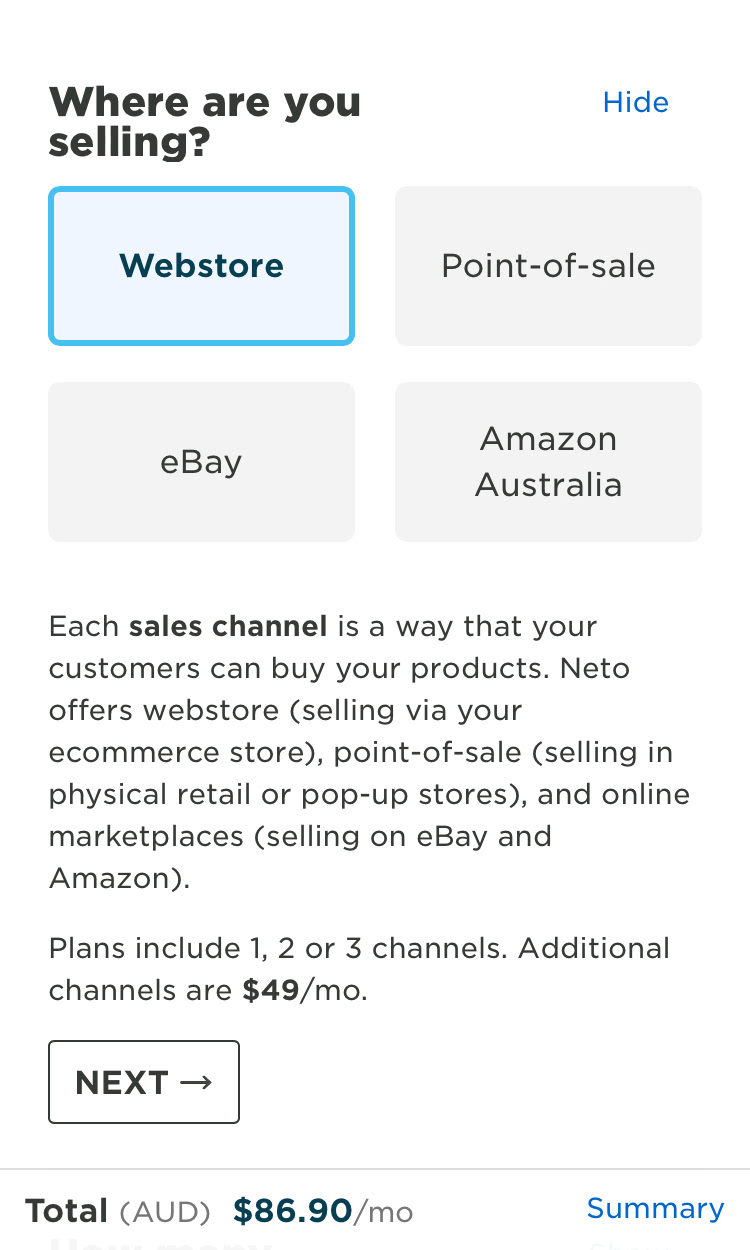 Where are you
selling?
Hide
Webstore
Point-of-sale
eBay
Amazon
Australia
Each sales channel is a way that your
customers can buy your products. Neto
offers webstore (selling via your
ecommerce store), point-of-sale (selling in
physical retail or pop-up stores), and online
marketplaces (selling on eBay and
Amazon).
Plans include 1, 2 or 3 channels. Additional
channels are $49/mo.
NEXT →
Total (AUD) $86.90/mo
Summary